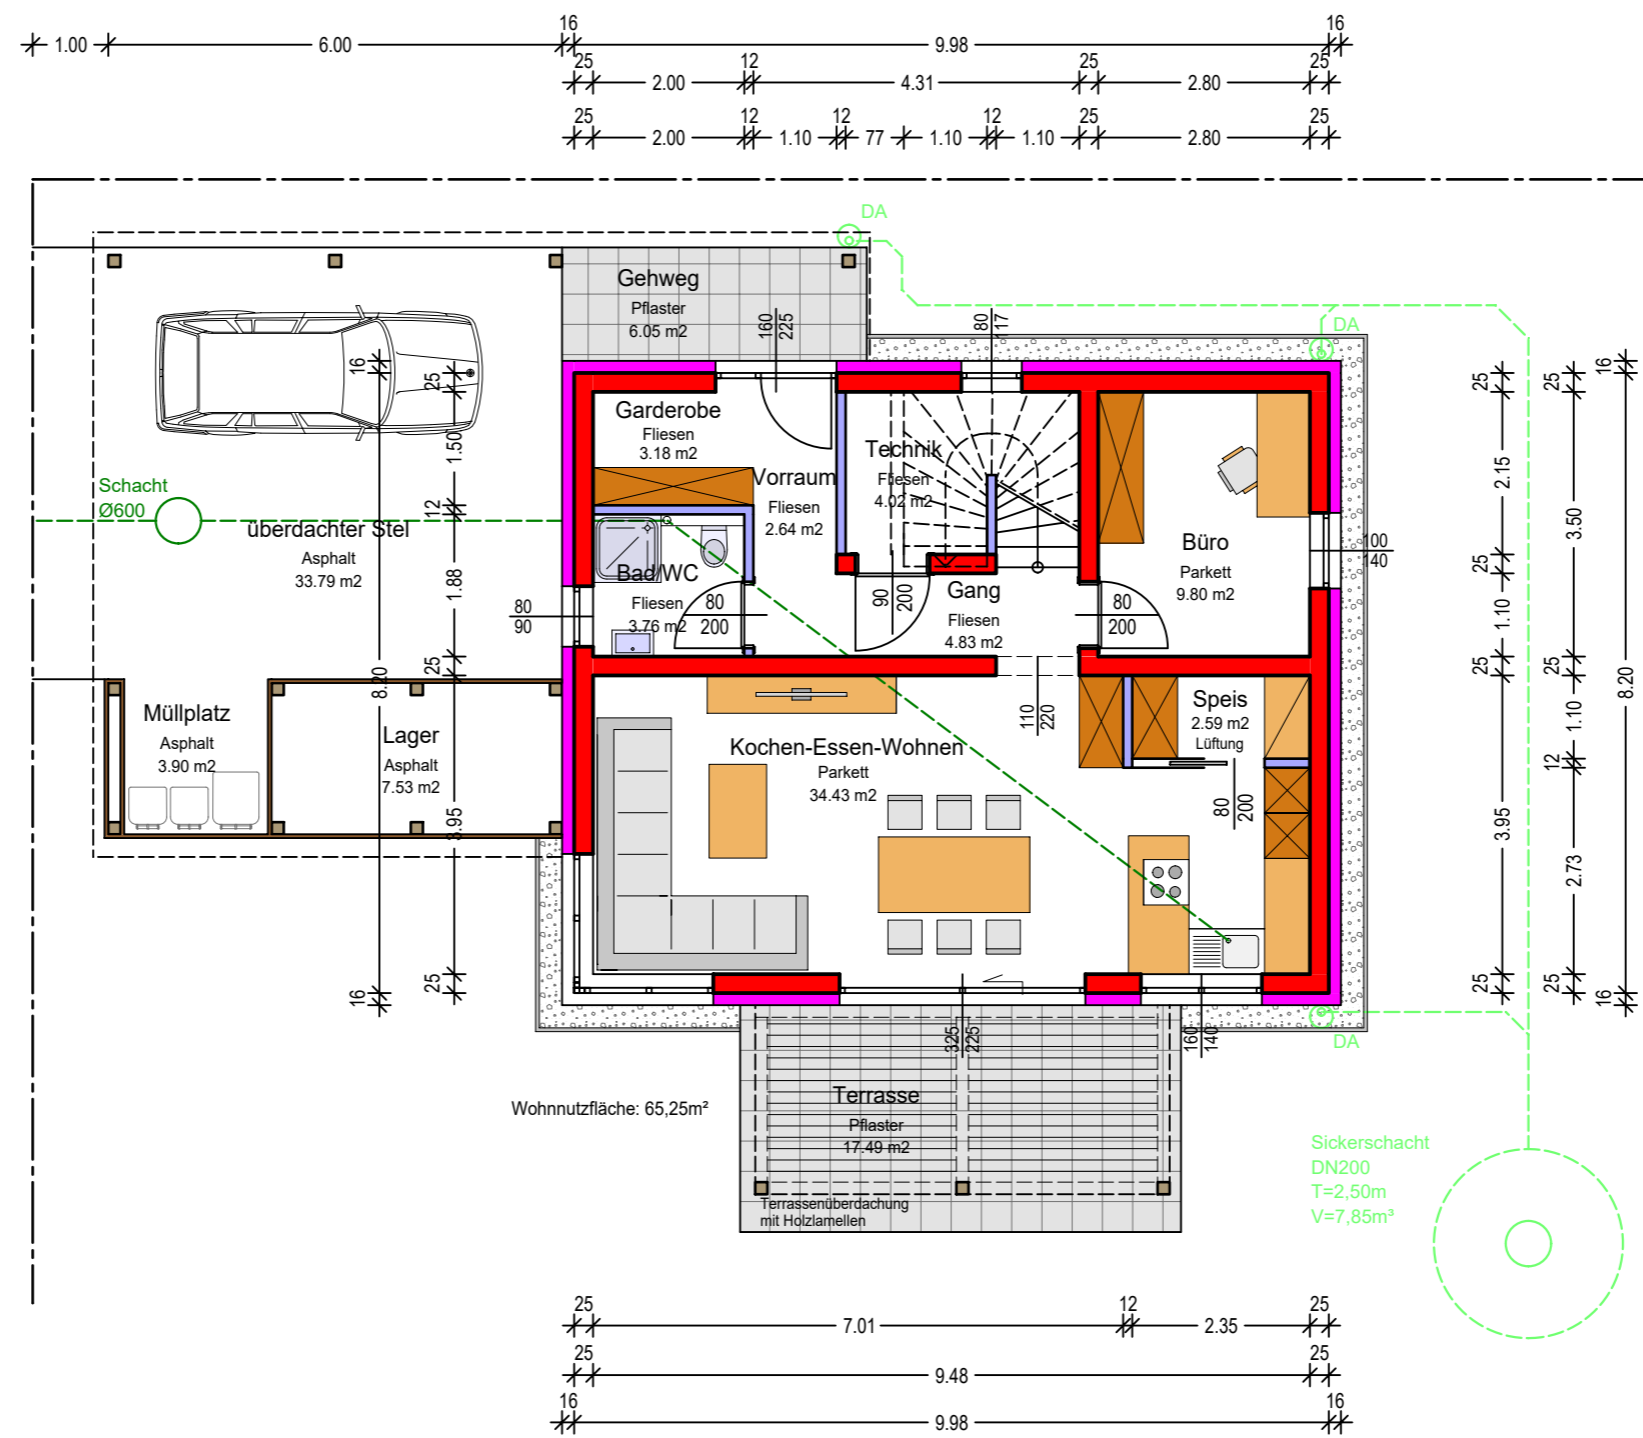 16
16
1.00
6.00
9.98
25
12
25
25
2.00
4.31
2.80
25
12
12
12
25
25
2.00
1.10
77
1.10
1.10
2.80
DA
Gehweg
Pflaster
6.05 m2
160
225
80
17
DA
16
25
1.50
12
1.88
25
8.20
3.95
25
16
Garderobe
Fliesen
3.18 m2
Vorraum
Fliesen
2.64 m2
Technik
Fliesen
4.02 m2
Schacht
Ø600
überdachter Stel
Asphalt
33.79 m2
Bad/WC
Fliesen
3.76 m2
80
90
80
200
90
200
Gang
Fliesen
4.83 m2
80
200
Büro
Parkett
9.80 m2
100
140
25
2.15
25
1.10
25
3.95
25
25
3.50
25
1.10
12
2.73
25
16
8.20
16
Müllplatz
Asphalt
3.90 m2
Lager
Asphalt
7.53 m2
Kochen-Essen-Wohnen
Parkett
34.43 m2
110
220
Speis
2.59 m2
Lüftung
80
200
325
225
160
140
DA
Wohnnutzfläche: 65,25m²
Terrasse
Pflaster
17.49 m2
Terrassenüberdachung
mit Holzlamellen
Sickerschacht
DN200
T=2,50m
V=7,85m³
25
12
25
7.01
2.35
25
25
9.48
16
16
9.98